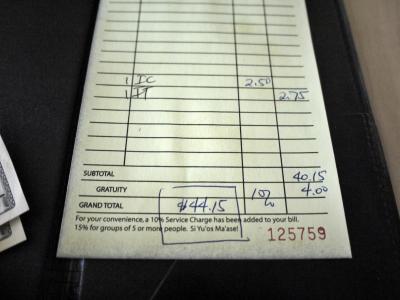 1 IC 2.50
1 IT 2.75
SUBTOTAL 40.15
GRATUITY 10% 4.00
GRAND TOTAL $44.15
For your convenience, a 10% Service Charge has been added to your bill.
15% for groups of 5 or more people. Si Yu'os Ma'ase!
125759